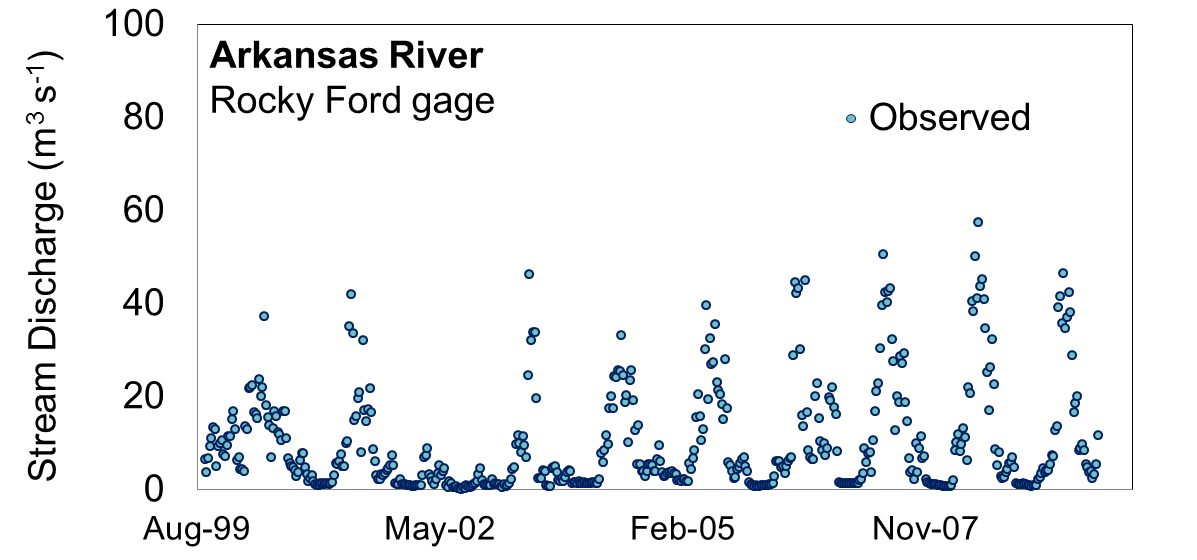 100
Arkansas River
Rocky Ford gage
80
Observed
60
40
20
0
Stream Discharge (m³ s⁻¹)
Aug-99
May-02
Feb-05
Nov-07